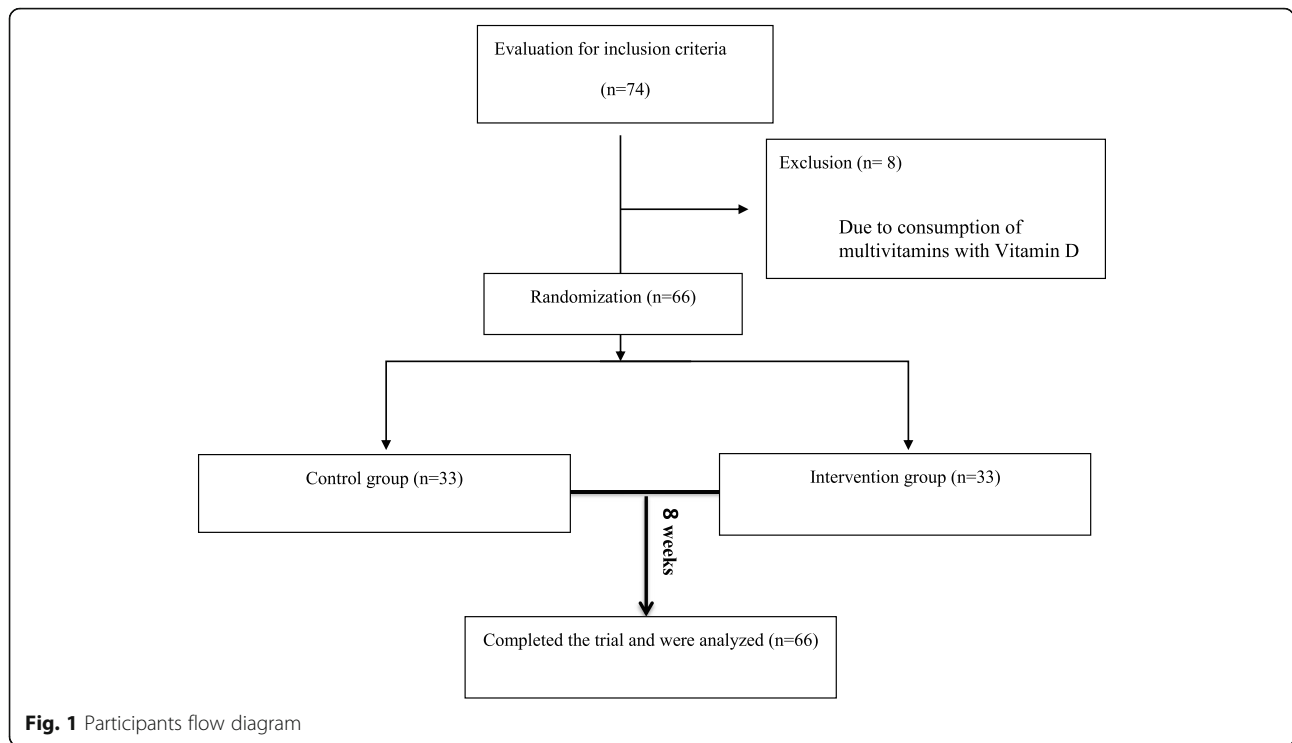 Evaluation for inclusion criteria
(n=74)
Exclusion (n= 8)
Due to consumption of
multivitamins with Vitamin D
Randomization (n=66)
Control group (n=33)
Intervention group (n=33)
8 weeks
Completed the trial and were analyzed (n=66)
Fig. 1 Participants flow diagram